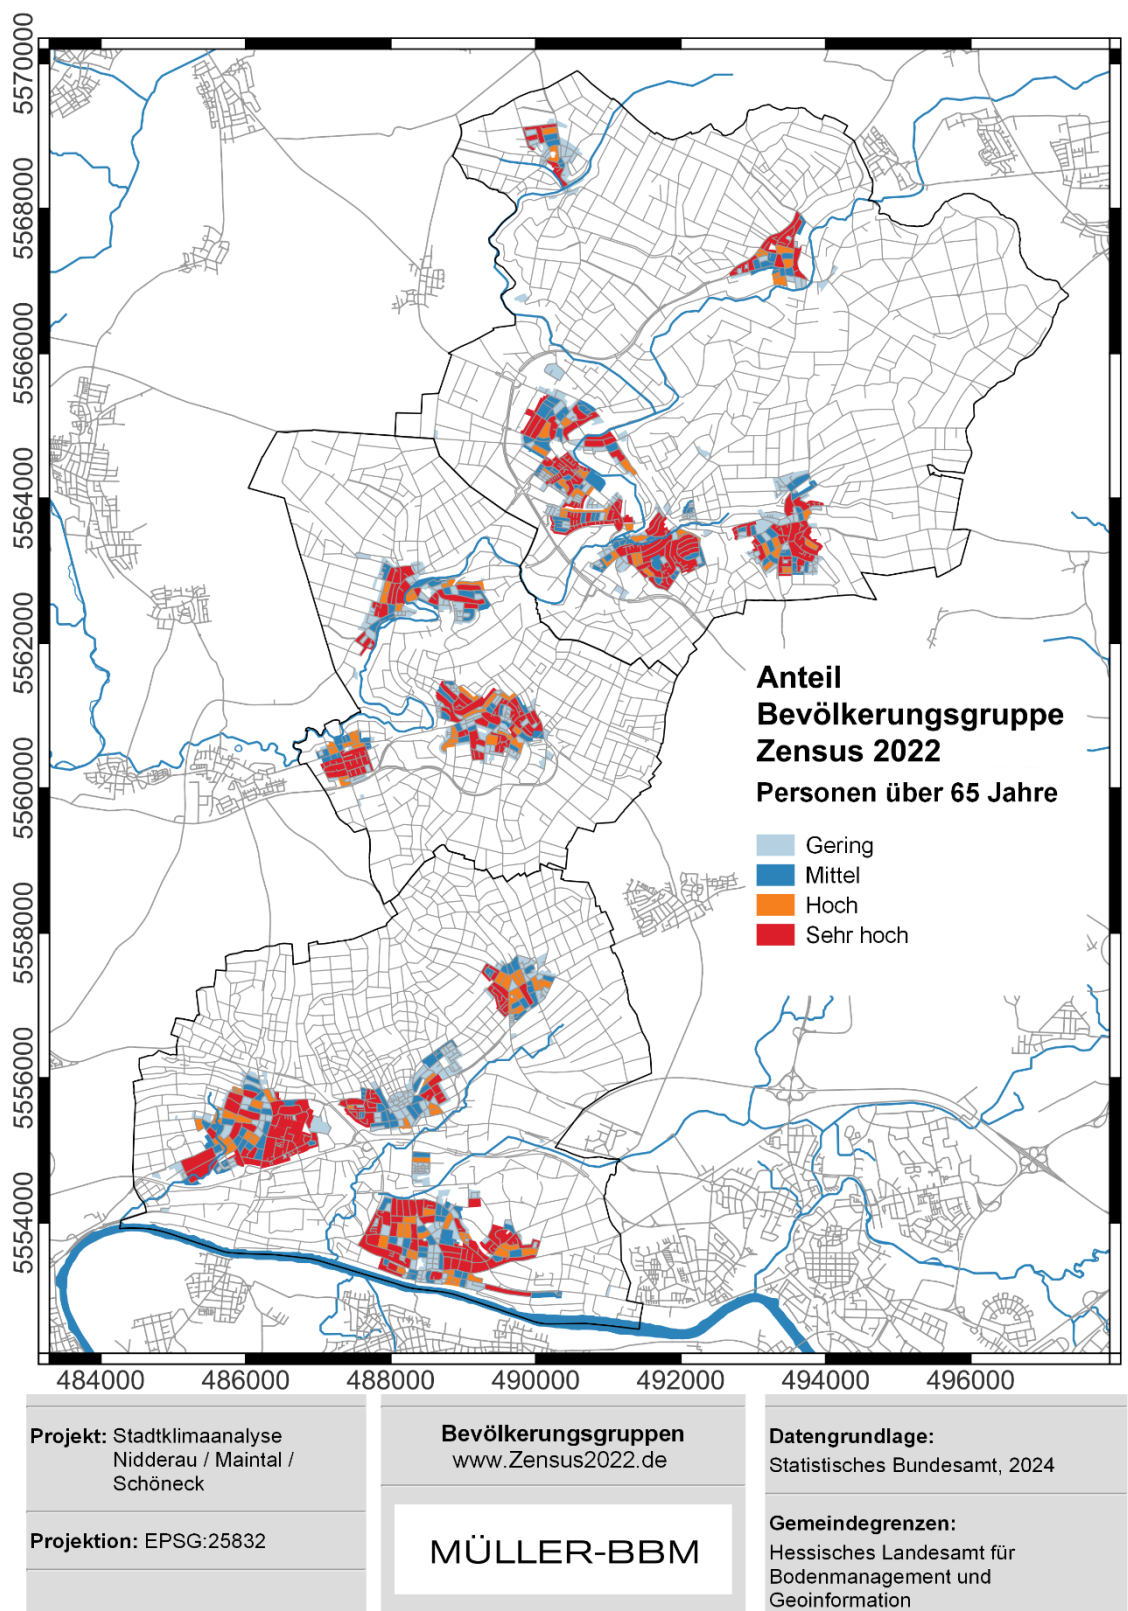 5570000
5568000
5566000
5564000
5562000
5560000
5558000
5556000
5554000
Anteil
Bevölkerungsgruppe
Zensus 2022
Personen über 65 Jahre
Gering
Mittel
Hoch
Sehr hoch
484000 486000 488000 490000 492000 494000 496000
Projekt: Stadtklimaanalyse
Nidderau / Maintal /
Schöneck
Projektion: EPSG:25832
Bevölkerungsgruppen
www.Zensus2022.de
MÜLLER-BBM
Datengrundlage:
Statistisches Bundesamt, 2024
Gemeindegrenzen:
Hessisches Landesamt für
Bodenmanagement und
Geoinformation